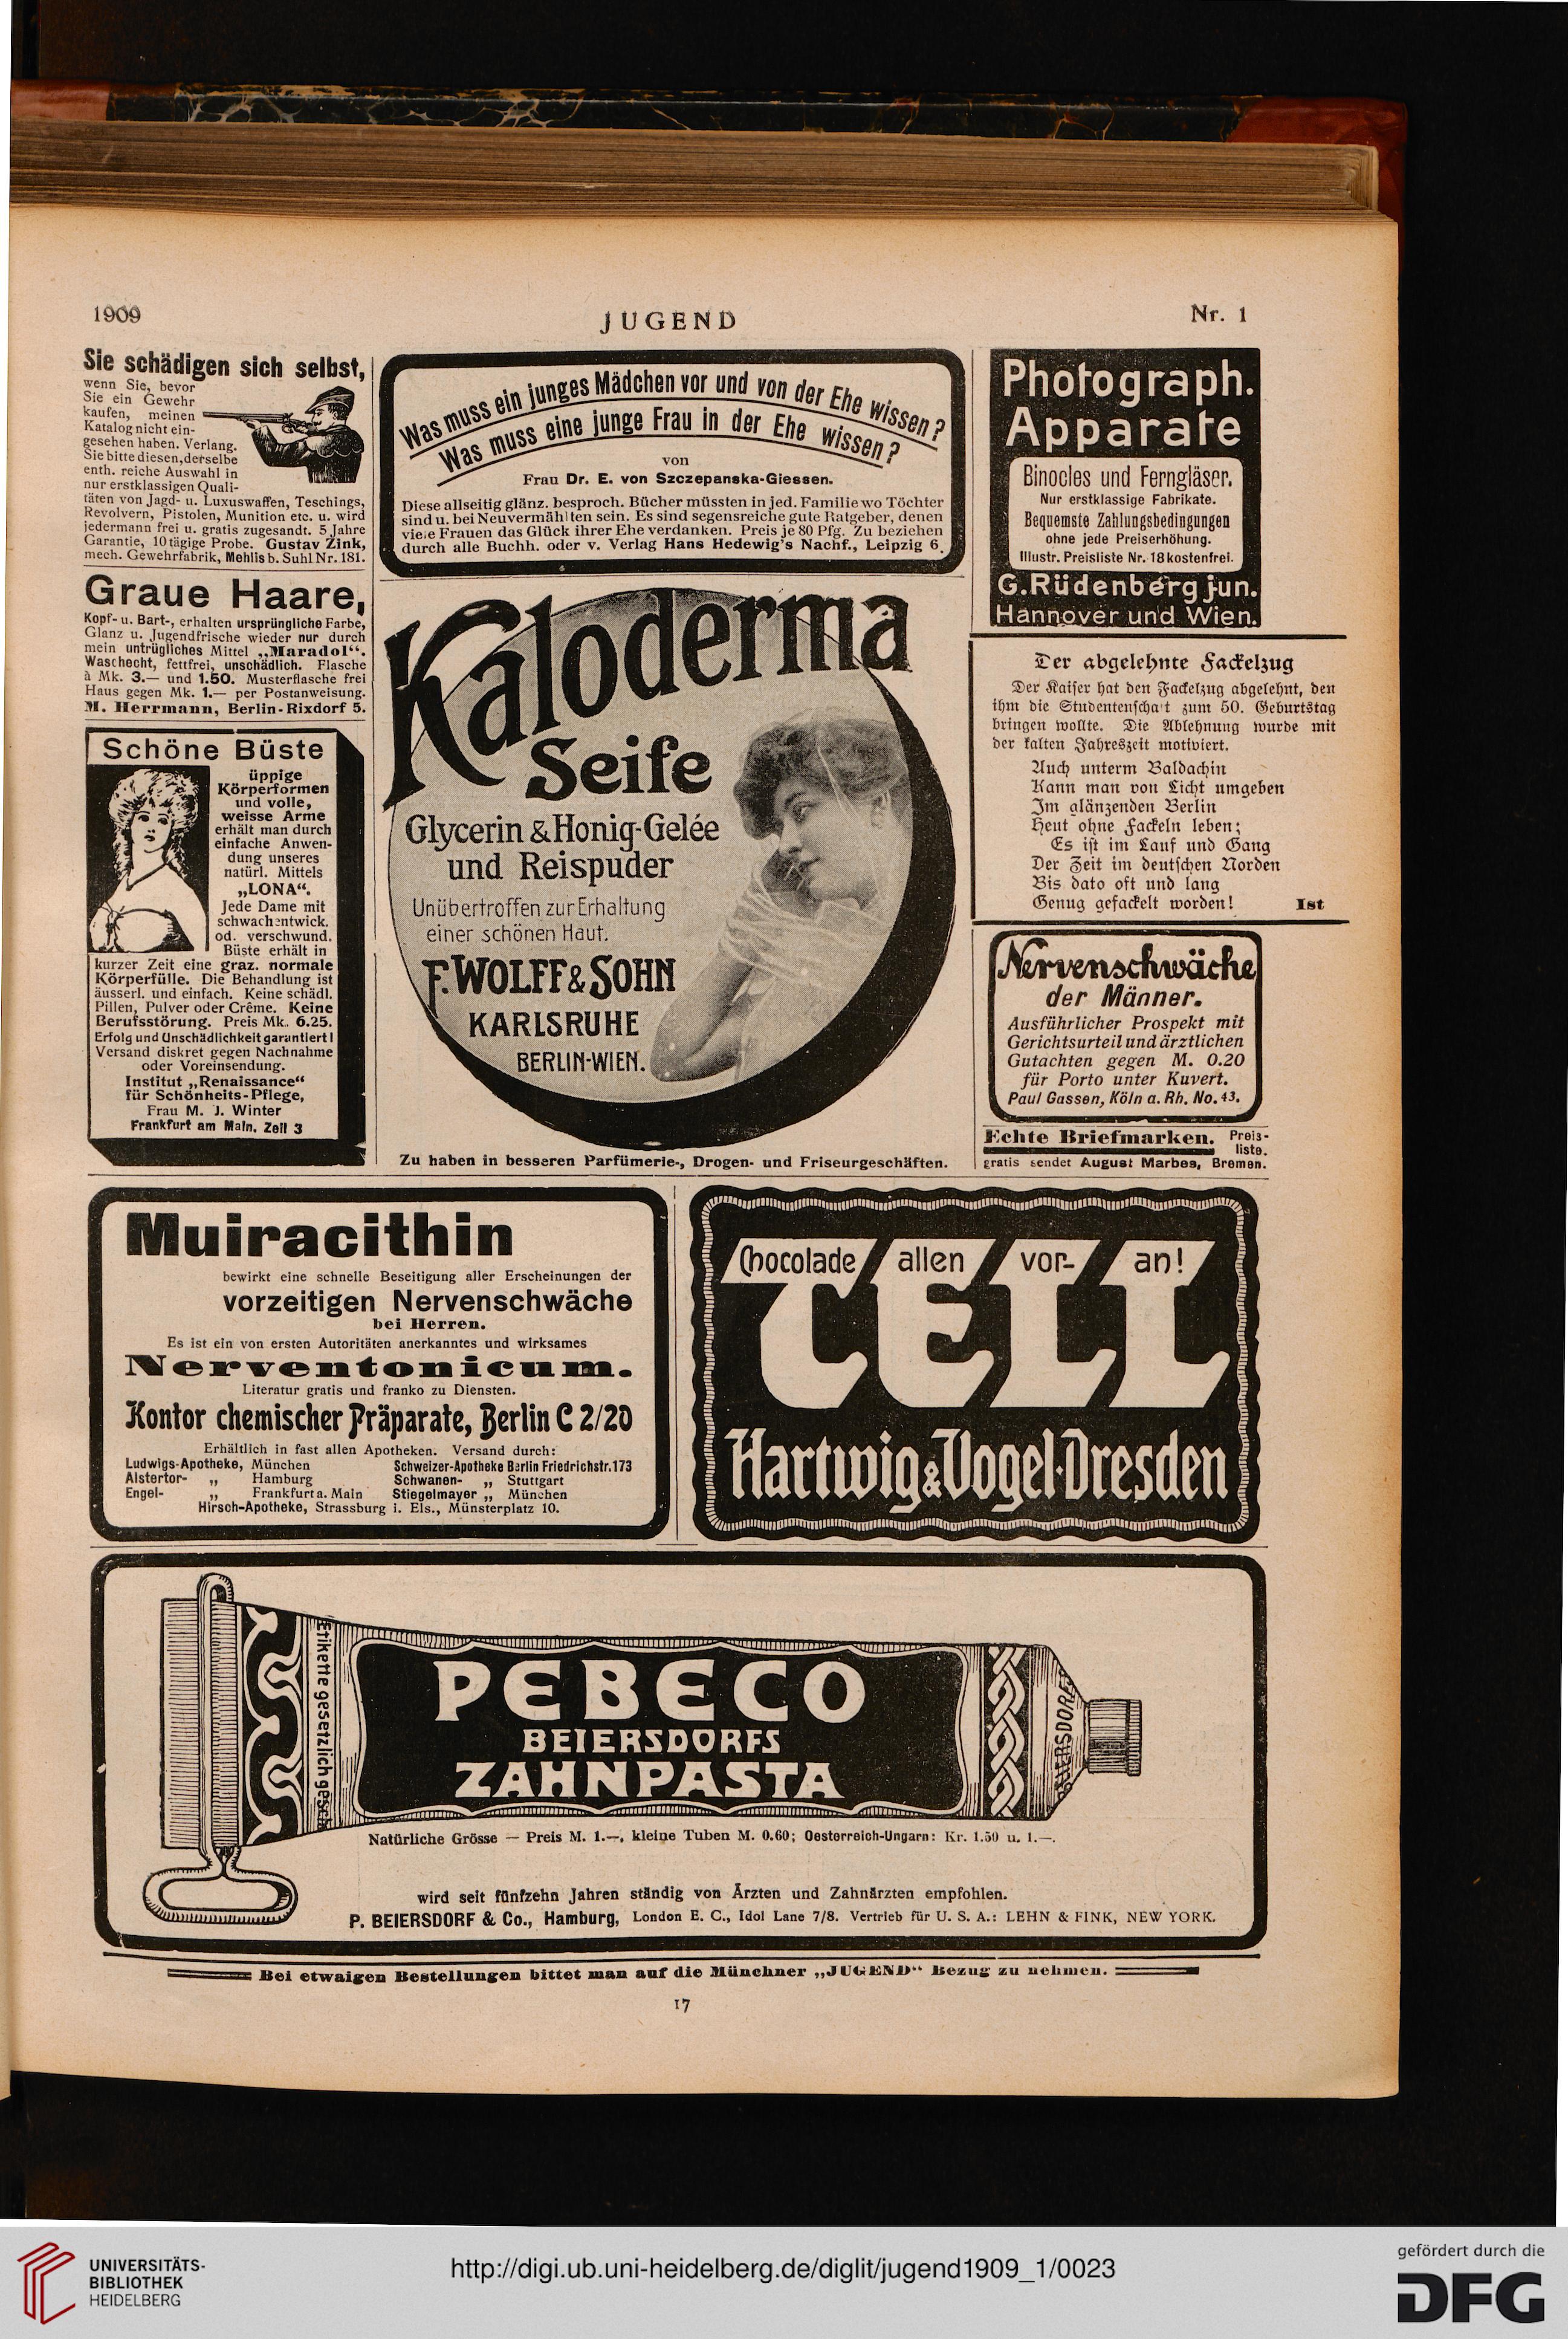 1909
JUGEND
Nr. 1
Sie schädigen sich selbst,
wenn Sie, bevor
Sie ein Gewehr
kaufen, meinen
Katalog nicht ein-
gesehen haben. Verlang.
Sie bitte diesen, derselbe
enth. reiche Auswahl in
nur erstklassigen Quali-
täten von Jagd- u. Luxuswaffen, Teschings,
Revolvern, Pistolen, Munition etc. u. wird
jedermann frei u. gratis zugesandt. 5 Jahre
Garantie, 10 tägige Probe. Gustav Zink,
mech. Gewehrfabrik, Mehlis b. Suhl Nr. 181.
Graue Haare,
Kopf- u. Bart-, erhalten ursprüngliche Farbe,
Glanz u. Jugendfrische wieder nur durch
mein untrügliches Mittel „Maradol“.
Waschecht, fettfrei, unschädlich. Flasche
à Mk. 3.— und 1.50. Musterflasche frei
Haus gegen Mk. 1.— per Postanweisung.
M. Herrmann, Berlin-Rixdorf 5.
Schöne Büste
üppige
Körperformen
und volle,
weisse Arme
erhält man durch
einfache Anwen-
dung unseres
natürl. Mittels
„LONA“.
Jede Dame mit
schwachentwick.
od. verschwund.
Büste erhält in
kurzer Zeit eine graz. normale
Körperfülle. Die Behandlung ist
äusserl. und einfach. Keine schädl.
Pillen, Pulver oder Crême. Keine
Berufsstörung. Preis Mk. 6.25.
Erfolg und Unschädlichkeit garantiert!
Versand diskret gegen Nachnahme
oder Voreinsendung.
Institut „Renaissance“
für Schönheits-Pflege,
Frau M. J. Winter
Frankfurt am Main, Zeil 3
Was muss ein junges Mädchen vor und von der Ehe wissen?
Was muss eine junge Frau in der Ehe wissen?
von
Frau Dr. E. von Szczepanska-Giessen.
Diese allseitig glänz. besproch. Bücher müssten in jed. Familie wo Töchter
sind u. bei Neuvermählten sein. Es sind segensreiche gute Ratgeber, denen
viele Frauen das Glück ihrer Ehe verdanken. Preis je 80 Pfg. Zu beziehen
durch alle Buchh. oder v. Verlag Hans Hedewig's Nachf., Leipzig 6.
Kaloderma
Seife
Glycerin & Honig-Gelée
und Reispuder
Unübertroffen zur Erhaltung
einer schönen Haut.
F. WOLFF & SOHN
KARLSRUHE
BERLIN-WIEN.
Zu haben in besseren Parfümerie-, Drogen- und Friseurgeschäften.
Photograph.
Apparate
Binocles und Ferngläser.
Nur erstklassige Fabrikate.
Bequemste Zahlungsbedingungen
ohne jede Preiserhöhung.
Illustr. Preisliste Nr. 18 kostenfrei.
G. Rüdenberg jun.
Hannover und Wien.
Der abgelehnte Fackelzug
Der Kaiser hat den Fackelzug abgelehnt, den
ihm die Studentenschaft zum 50. Geburtstag
bringen wollte. Die Ablehnung wurde mit
der kalten Jahreszeit motiviert.
Auch unterm Baldachin
Kann man von Licht umgeben
Im glänzenden Berlin
Heut ohne Fackeln leben;
Es ist im Lauf und Gang
Der Zeit im deutschen Norden
Bis dato oft und lang
Genug gefackelt worden! Ist
Nervenschwäche
der Männer.
Ausführlicher Prospekt mit
Gerichtsurteil und ärztlichen
Gutachten gegen M. 0.20
für Porto unter Kuvert.
Paul Gassen, Köln a. Rh. No. 43.
Echte Briefmarken. Preis-
liste.
gratis sendet August Marbes, Bremen.
Muiracithin
bewirkt eine schnelle Beseitigung aller Erscheinungen der
vorzeitigen Nervenschwäche
bei Herren.
Es ist ein von ersten Autoritäten anerkanntes und wirksames
Nerventonicum.
Literatur gratis und franko zu Diensten.
Kontor chemischer Präparate, Berlin C 2/20
Erhältlich in fast allen Apotheken. Versand durch:
Ludwigs-Apotheke, München Schweizer-Apotheke Berlin Friedrichstr. 173
Alstertor- „ Hamburg Schwanen- „ Stuttgart
Engel- „ Frankfurt a. Main Stiegelmayer „ München
Hirsch-Apotheke, Strassburg i. Els., Münsterplatz 10.
Chocolade allen vor- an!
TELL
Hartwig & Vogel · Dresden
Etikette gesetzlich gesch
PEBECO
BEIERSDORFS
ZAHNPASTA
BEIERSDORF
Natürliche Grösse — Preis M. 1.—, kleine Tuben M. 0.60; Oesterreich-Ungarn: Kr. 1.50 u. 1.—.
wird seit fünfzehn Jahren ständig von Ärzten und Zahnärzten empfohlen.
P. BEIERSDORF & Co., Hamburg, London E. C., Idol Lane 7/8. Vertrieb für U. S. A.: LEHN & FINK, NEW YORK.
Bei etwaigen Bestellungen bittet man auf die Münchner „JUGEND“ Bezug zu nehmen.
17
UNIVERSITÄTS-
BIBLIOTHEK
HEIDELBERG
http://digi.ub.uni-heidelberg.de/diglit/jugend1909_1/0023
gefördert durch die
DFG